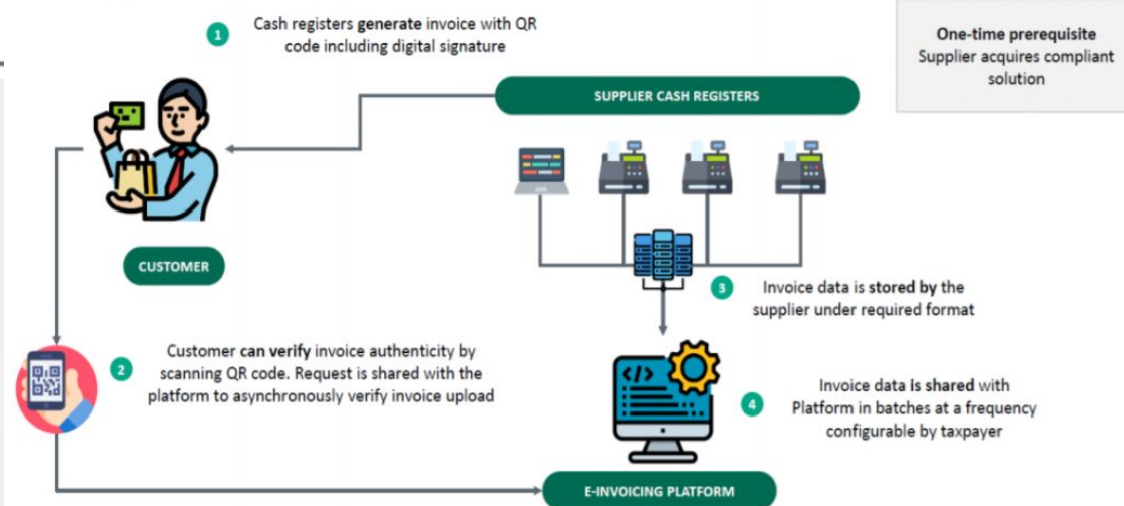 1
Cash registers generate invoice with QR
code including digital signature
One-time prerequisite
Supplier acquires compliant
solution
SUPPLIER CASH REGISTERS
CUSTOMER
3
Invoice data is stored by the
supplier under required format
2
Customer can verify invoice authenticity by
scanning QR code. Request is shared with the
platform to asynchronously verify invoice upload
</>
4
Invoice data is shared with
Platform in batches at a frequency
configurable by taxpayer
E-INVOICING PLATFORM